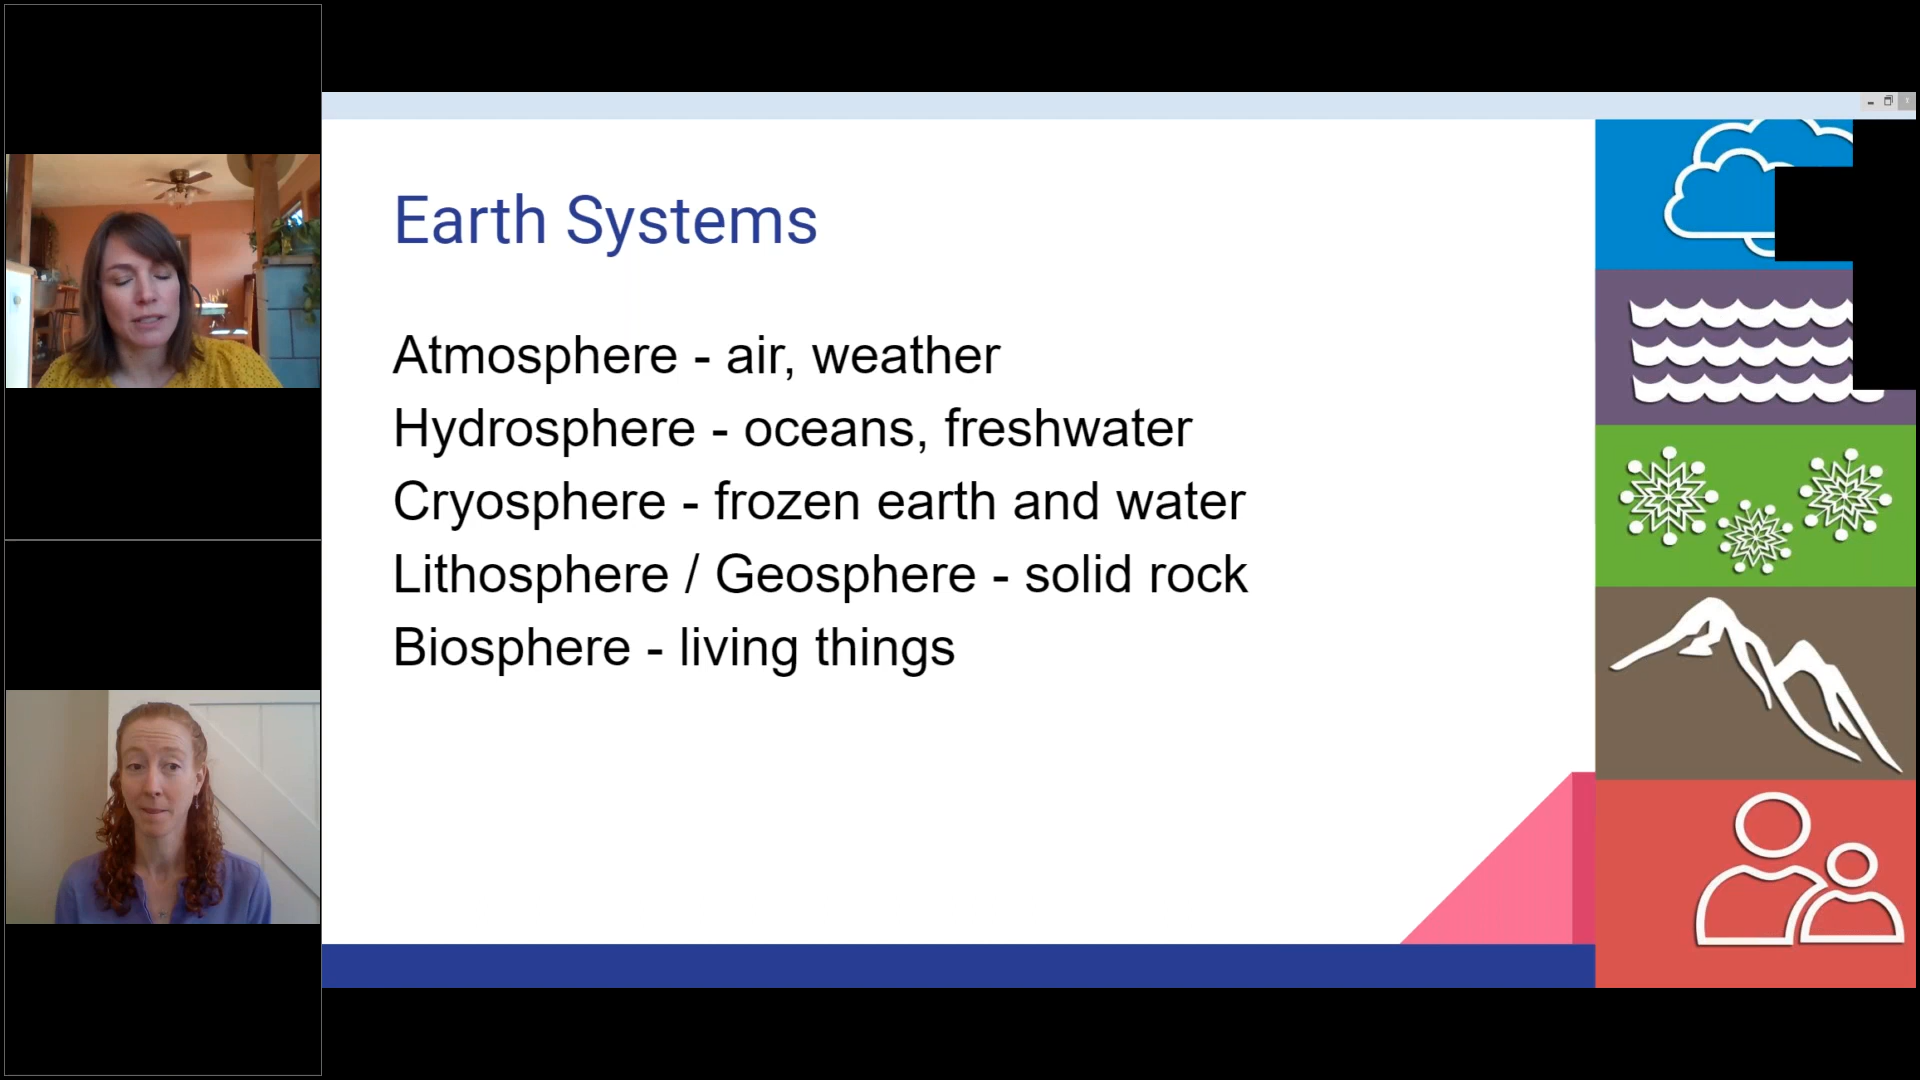 Earth Systems
Atmosphere - air, weather
Hydrosphere - oceans, freshwater
Cryosphere - frozen earth and water
Lithosphere / Geosphere - solid rock
Biosphere - living things